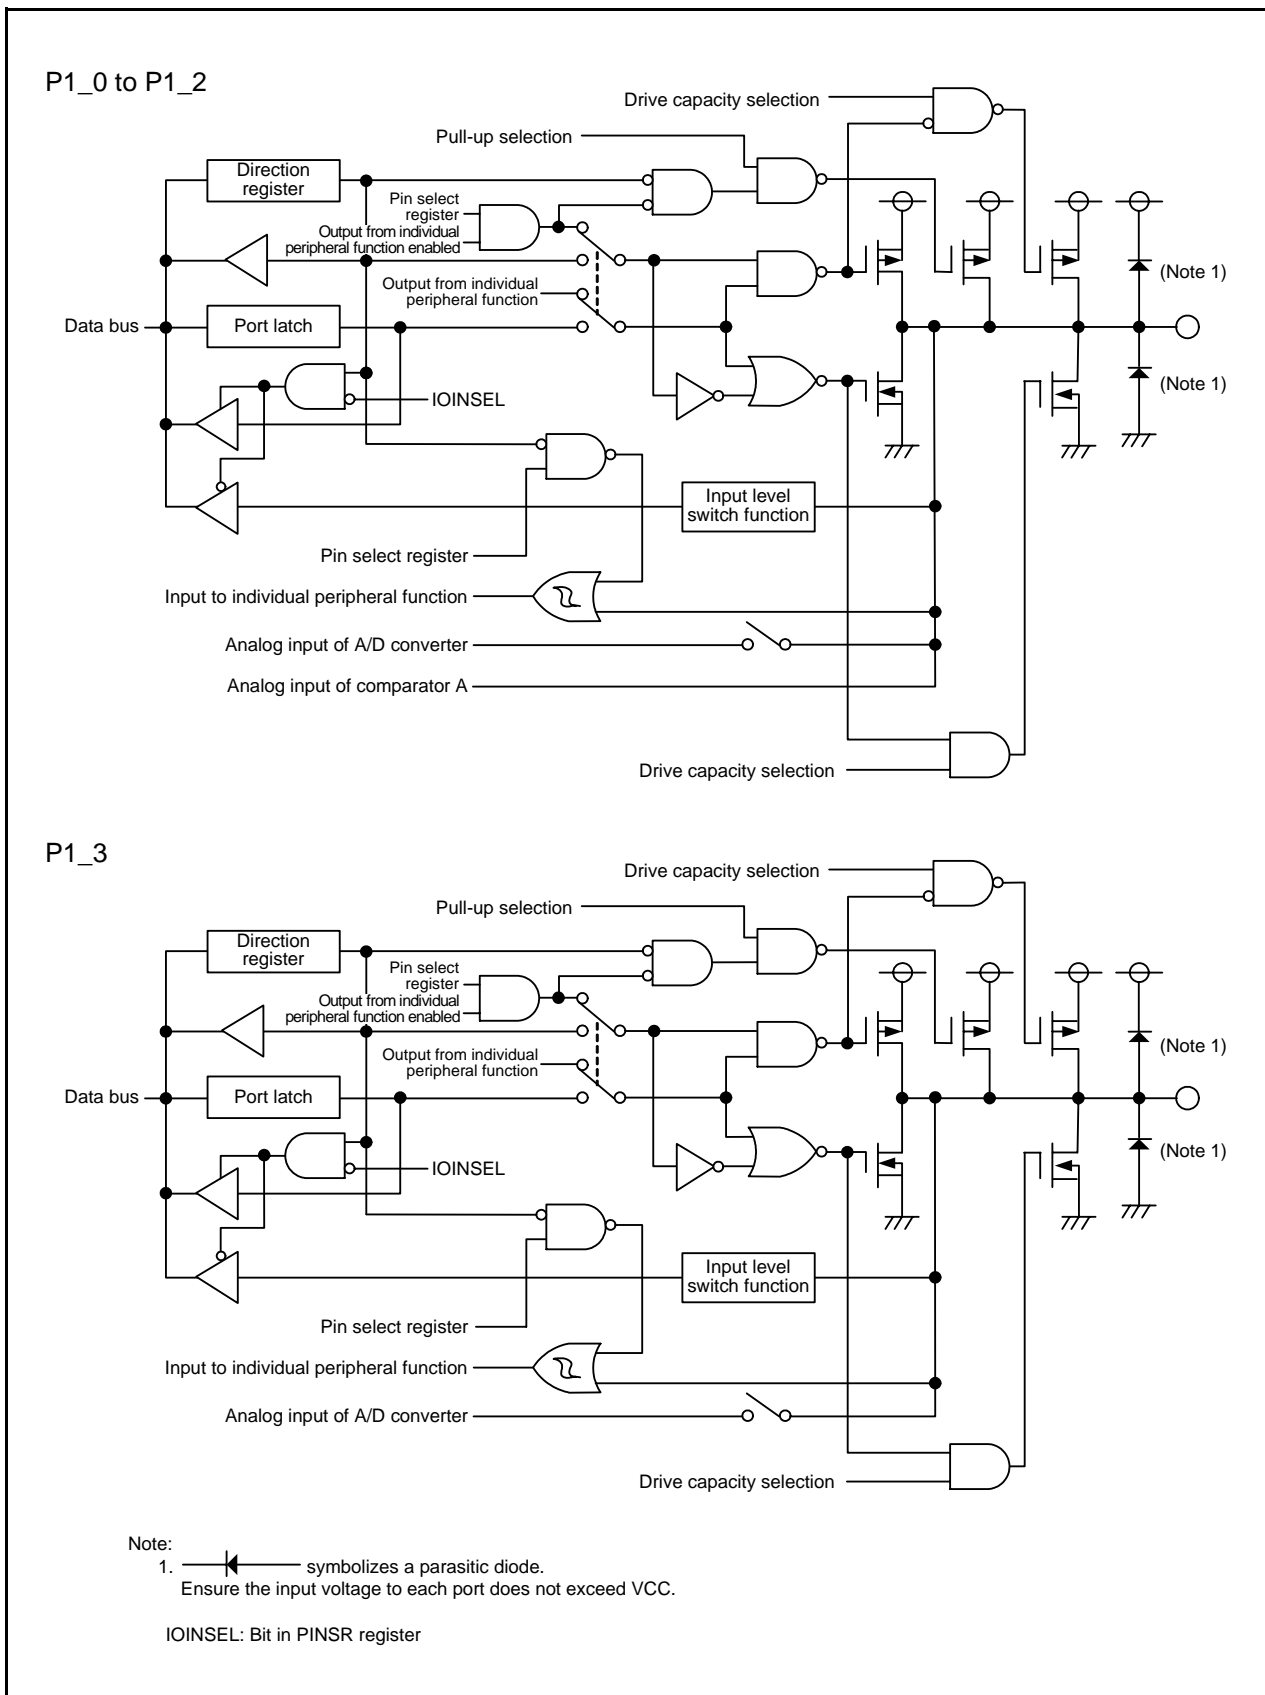 P1_0 to P1_2
Drive capacity selection
Pull-up selection
Direction
register
Pin select
register
Output from individual
peripheral function enabled
(Note 1)
Output from individual
peripheral function
Data bus
Port latch
(Note 1)
IOINSEL
Input level
switch function
Pin select register
Input to individual peripheral function
Analog input of A/D converter
Analog input of comparator A
Drive capacity selection
P1_3
Drive capacity selection
Pull-up selection
Direction
register
Pin select
register
Output from individual
peripheral function enabled
(Note 1)
Output from individual
peripheral function
Data bus
Port latch
(Note 1)
IOINSEL
Input level
switch function
Pin select register
Input to individual peripheral function
Analog input of A/D converter
Drive capacity selection
Note:
1. symbolizes a parasitic diode.
Ensure the input voltage to each port does not exceed VCC.
IOINSEL: Bit in PINSR register